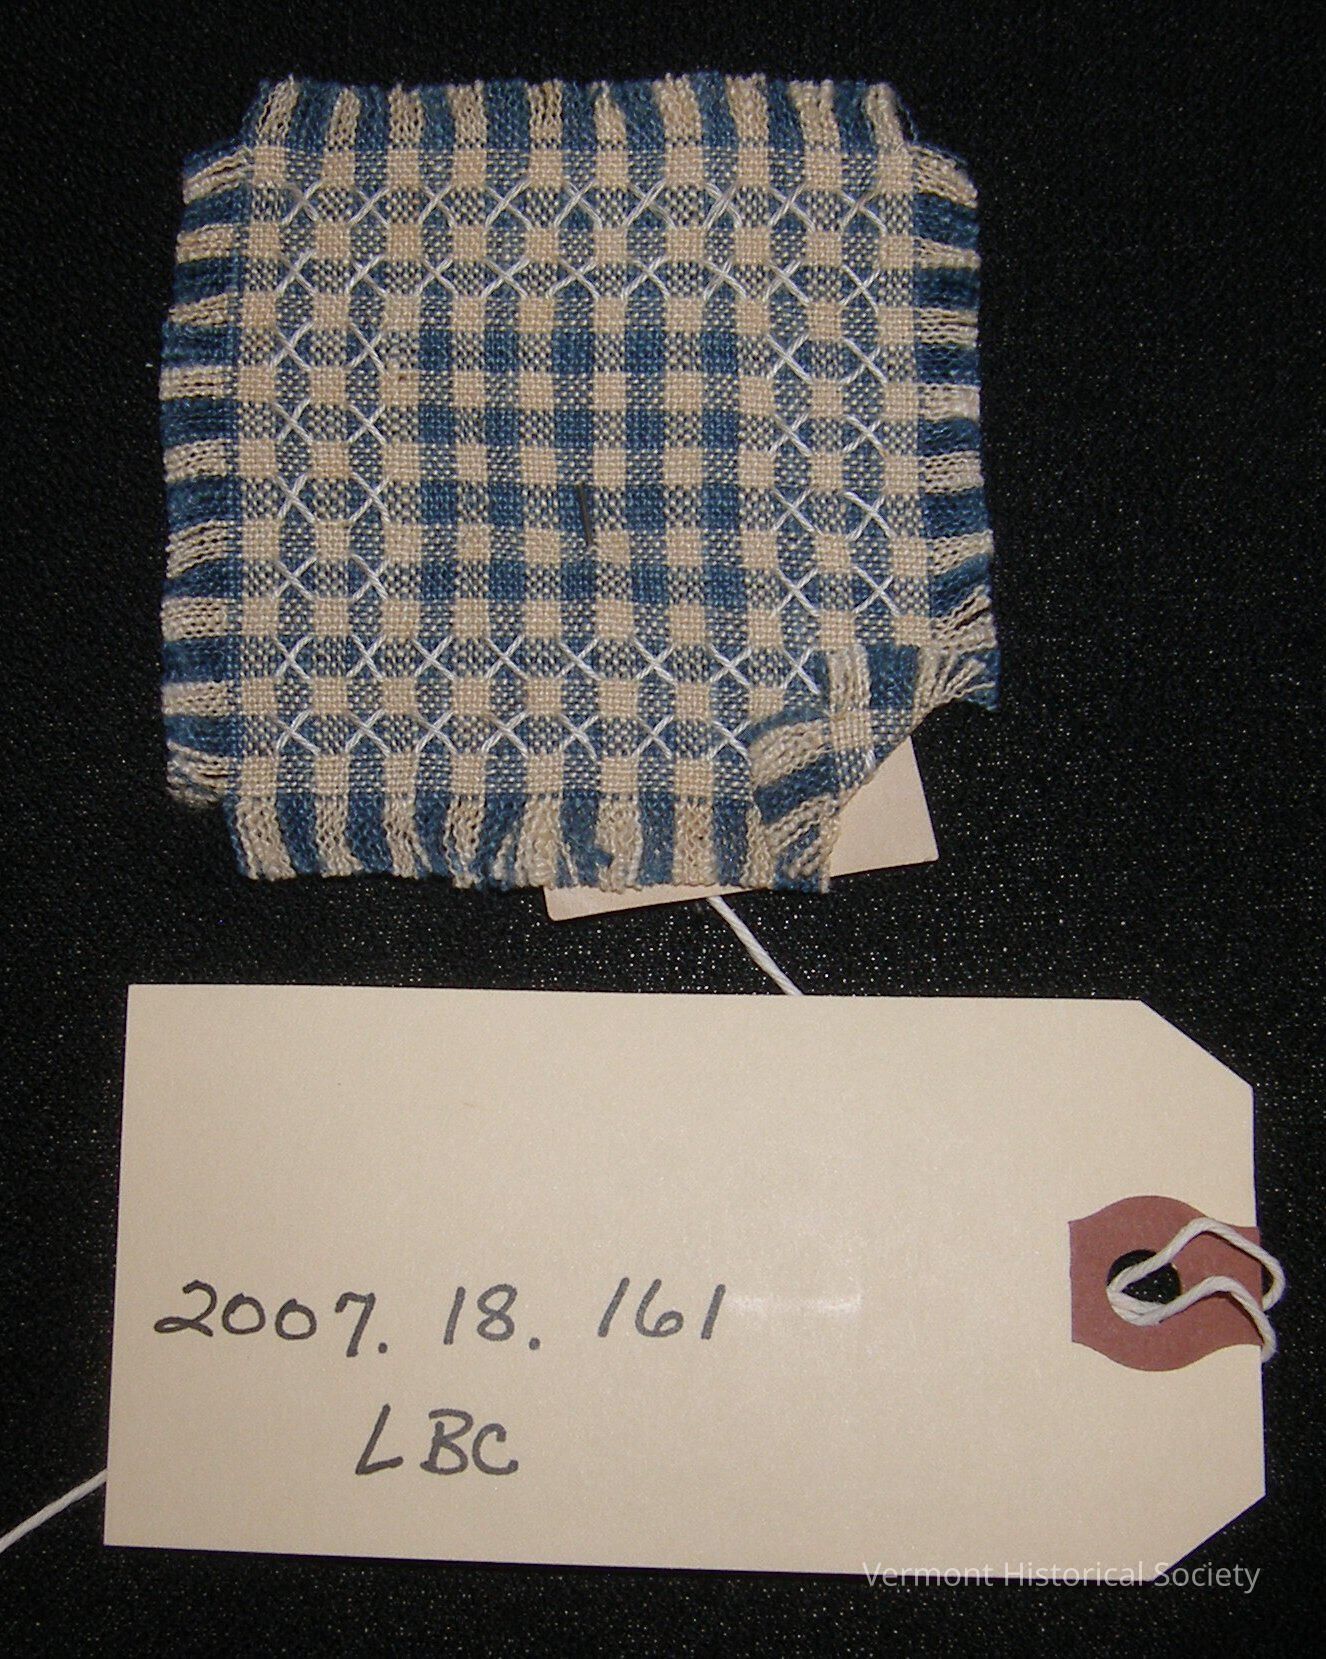 2007. 18. 161
LBC
Vermont Historical Society